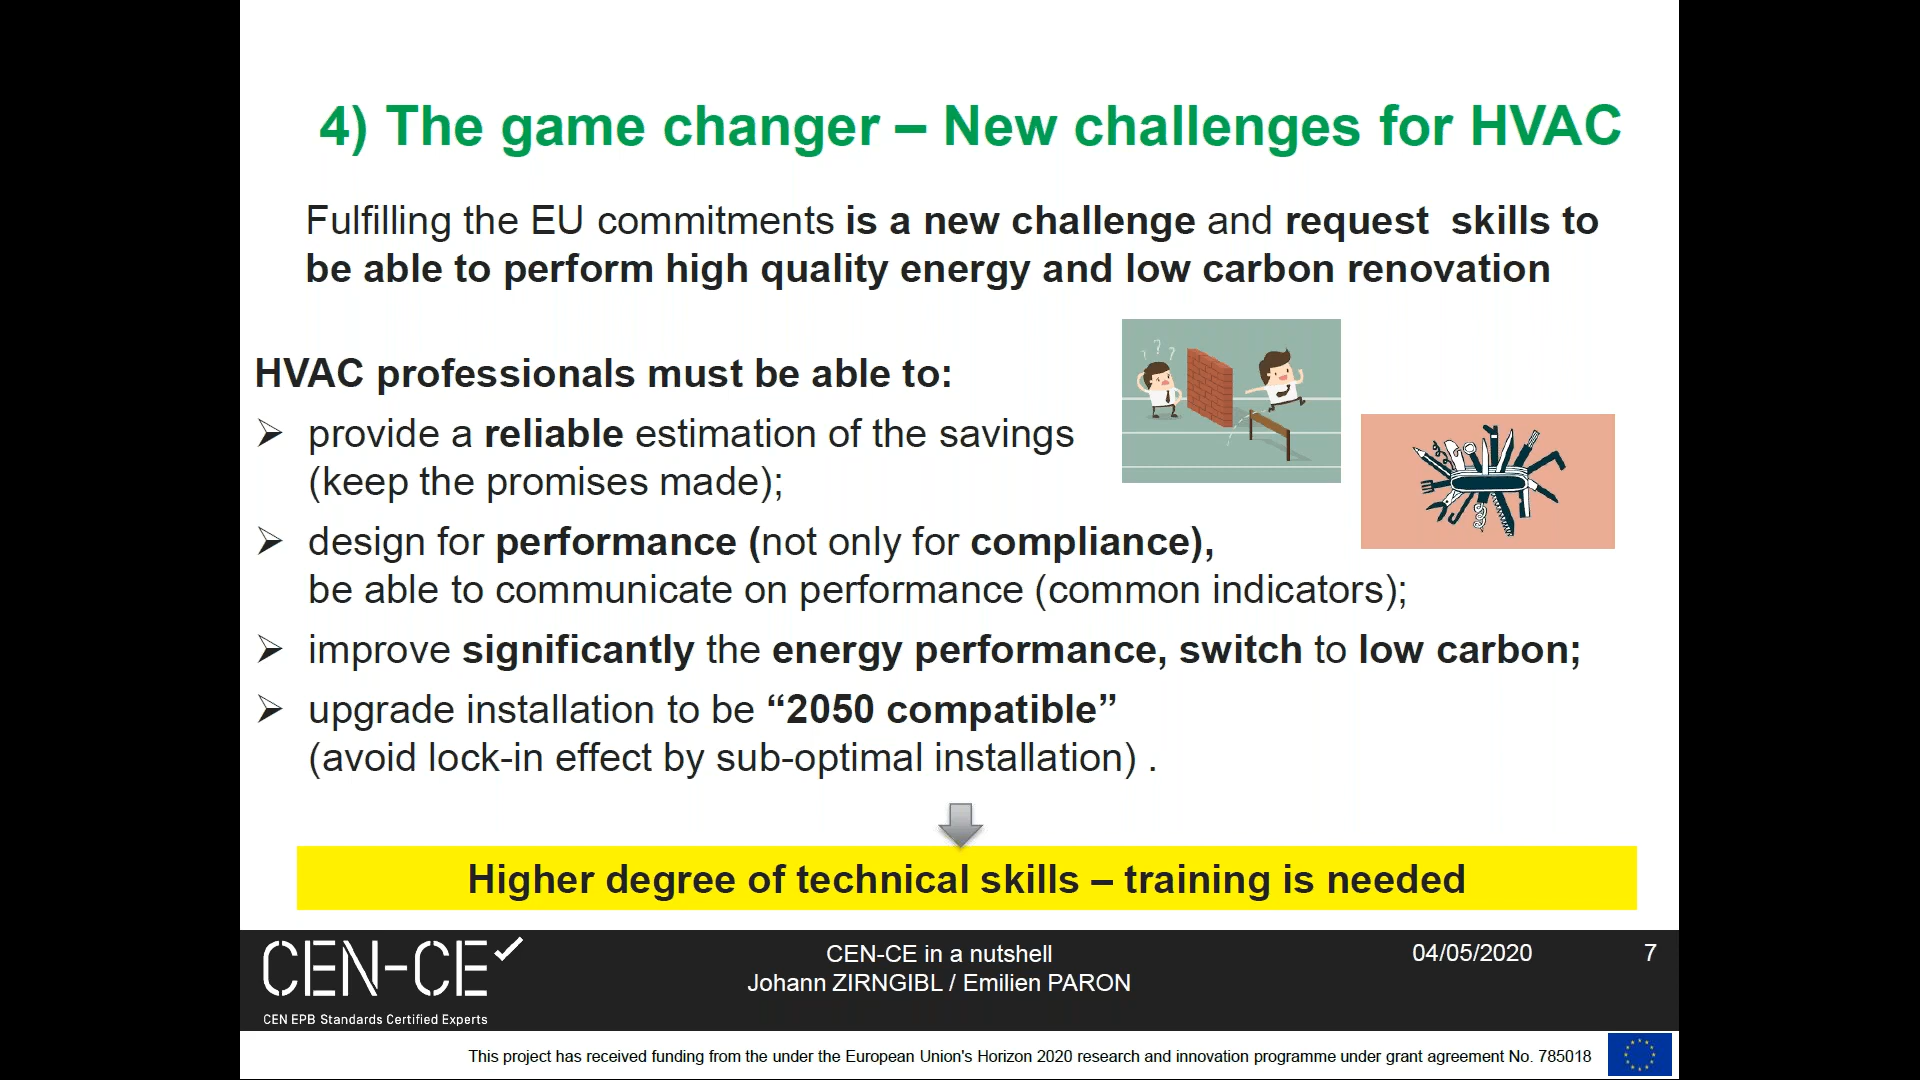 4) The game changer – New challenges for HVAC
Fulfilling the EU commitments is a new challenge and request  skills to
be able to perform high quality energy and low carbon renovation
HVAC professionals must be able to:
➢ provide a reliable estimation of the savings
(keep the promises made);
➢ design for performance (not only for compliance),
be able to communicate on performance (common indicators);
➢ improve significantly the energy performance, switch to low carbon;
➢ upgrade installation to be “2050 compatible”
(avoid lock-in effect by sub-optimal installation) .
Higher degree of technical skills – training is needed
CEN-CE
CEN EPB Standards Certified Experts
CEN-CE in a nutshell
Johann ZIRNGIBL / Emilien PARON
04/05/2020
7
This project has received funding from the under the European Union's Horizon 2020 research and innovation programme under grant agreement No. 785018